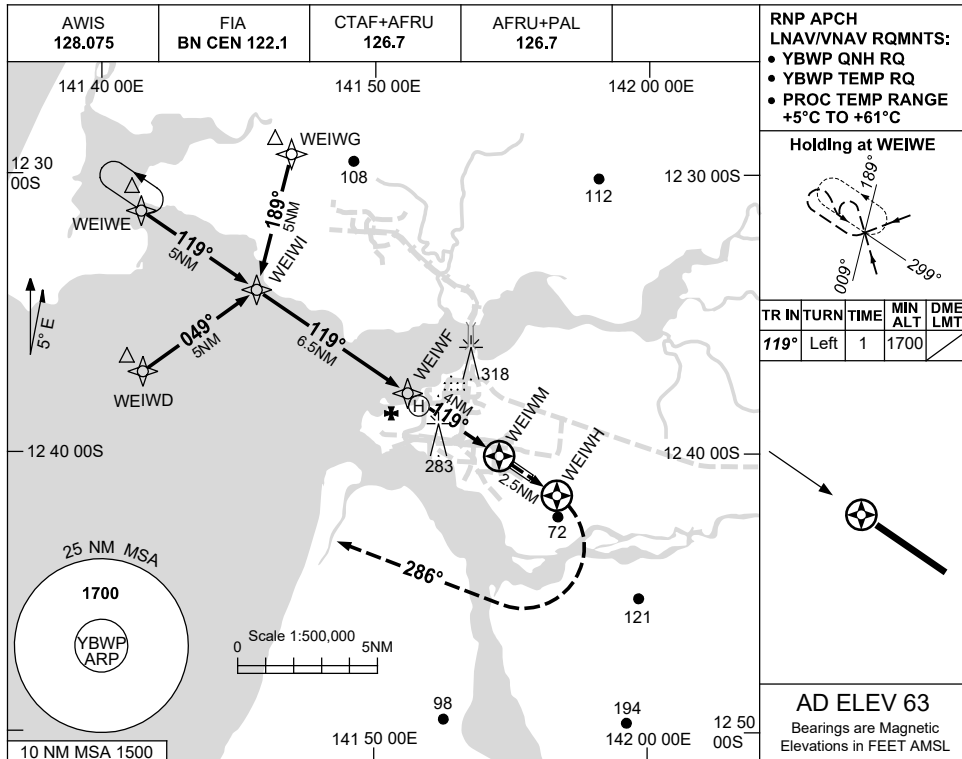 AWIS
128.075
FIA
BN CEN 122.1
CTAF+AFRU
126.7
AFRU+PAL
126.7
RNP APCH
LNAV/VNAV RQMNTS:
• YBWP QNH RQ
• YBWP TEMP RQ
• PROC TEMP RANGE
+5°C TO +61°C
Holding at WEIWE
189°
009°
299°
TR IN TURN TIME MIN ALT DME LMT
119° Left 1 1700
141 40 00E
141 50 00E
142 00 00E
12 30
00S
12 30 00S
WEIWG
108
112
WEIWE
189°
5NM
119°
5NM
WEIWI
5° E
049°
5NM
WEIWD
119°
6.5NM
WEIWF
318
H
4NM
119°
WEIWM
WEIWH
283
2.5NM
12 40 00S
12 40 00S
72
286°
121
25 NM MSA
1700
YBWP
ARP
Scale 1:500,000
0
5NM
98
194
12 50
00S
141 50 00E
142 00 00E
10 NM MSA 1500
AD ELEV 63
Bearings are Magnetic
Elevations in FEET AMSL